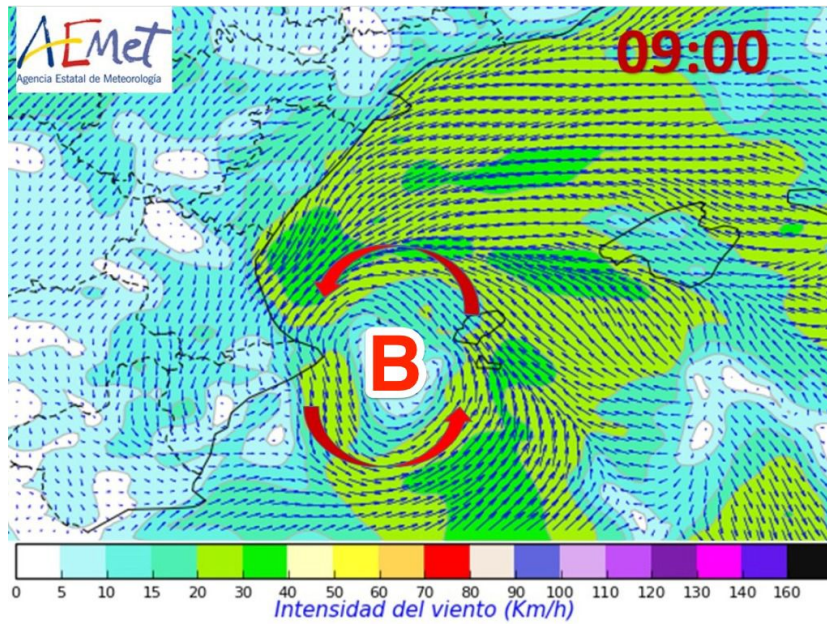 AEMet
Agencia Estatal de Meteorología
09:00
B
0 5 10 15 20 30 40 50 60 70 80 90 100 110 120 130 140 160
Intensidad del viento (Km/h)